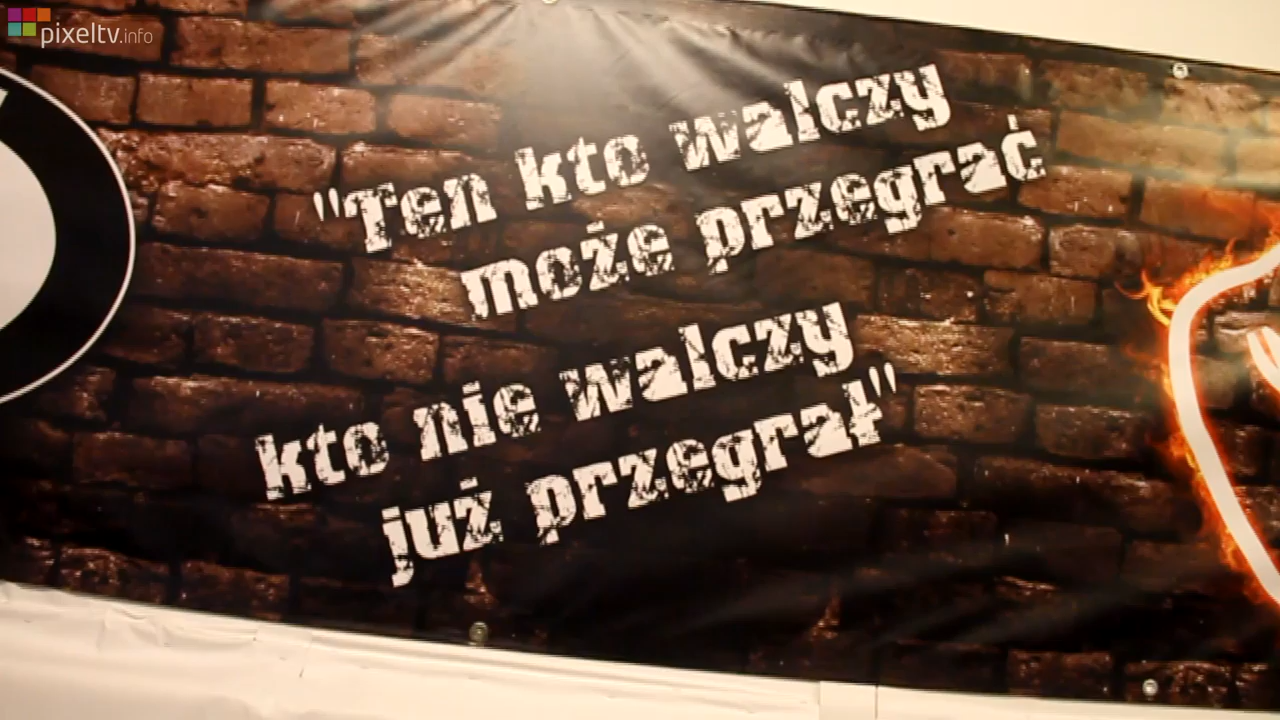 pixeltv.info
"Ten kto walczy
może przegrać
kto nie walczy
już przegrał"